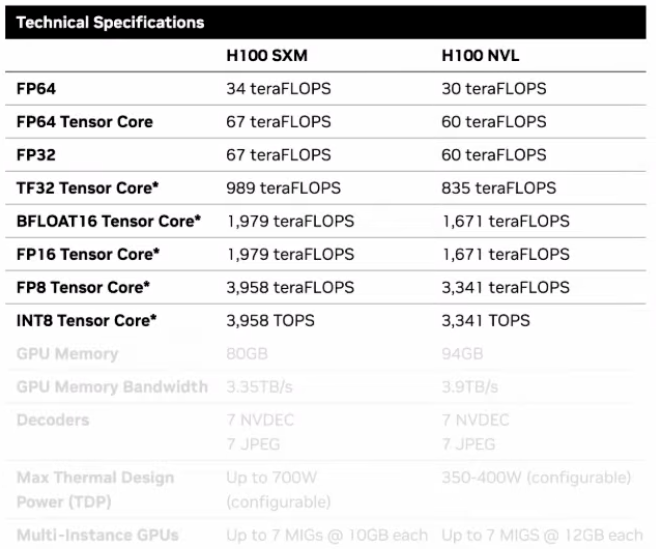 Technical Specifications
H100 SXM H100 NVL
FP64 34 teraFLOPS 30 teraFLOPS
FP64 Tensor Core 67 teraFLOPS 60 teraFLOPS
FP32 67 teraFLOPS 60 teraFLOPS
TF32 Tensor Core* 989 teraFLOPS 835 teraFLOPS
BFLOAT16 Tensor Core* 1,979 teraFLOPS 1,671 teraFLOPS
FP16 Tensor Core* 1,979 teraFLOPS 1,671 teraFLOPS
FP8 Tensor Core* 3,958 teraFLOPS 3,341 teraFLOPS
INT8 Tensor Core* 3,958 TOPS 3,341 TOPS
GPU Memory 80GB 94GB
GPU Memory Bandwidth 3.35TB/s 3.9TB/s
Decoders 7 NVDEC 7 NVDEC
7 JPEG 7 JPEG
Max Thermal Design Up to 700W 350-400W (configurable)
Power (TDP) (configurable)
Multi-Instance GPUs Up to 7 MIGs @ 10GB each Up to 7 MIGS @ 12GB each